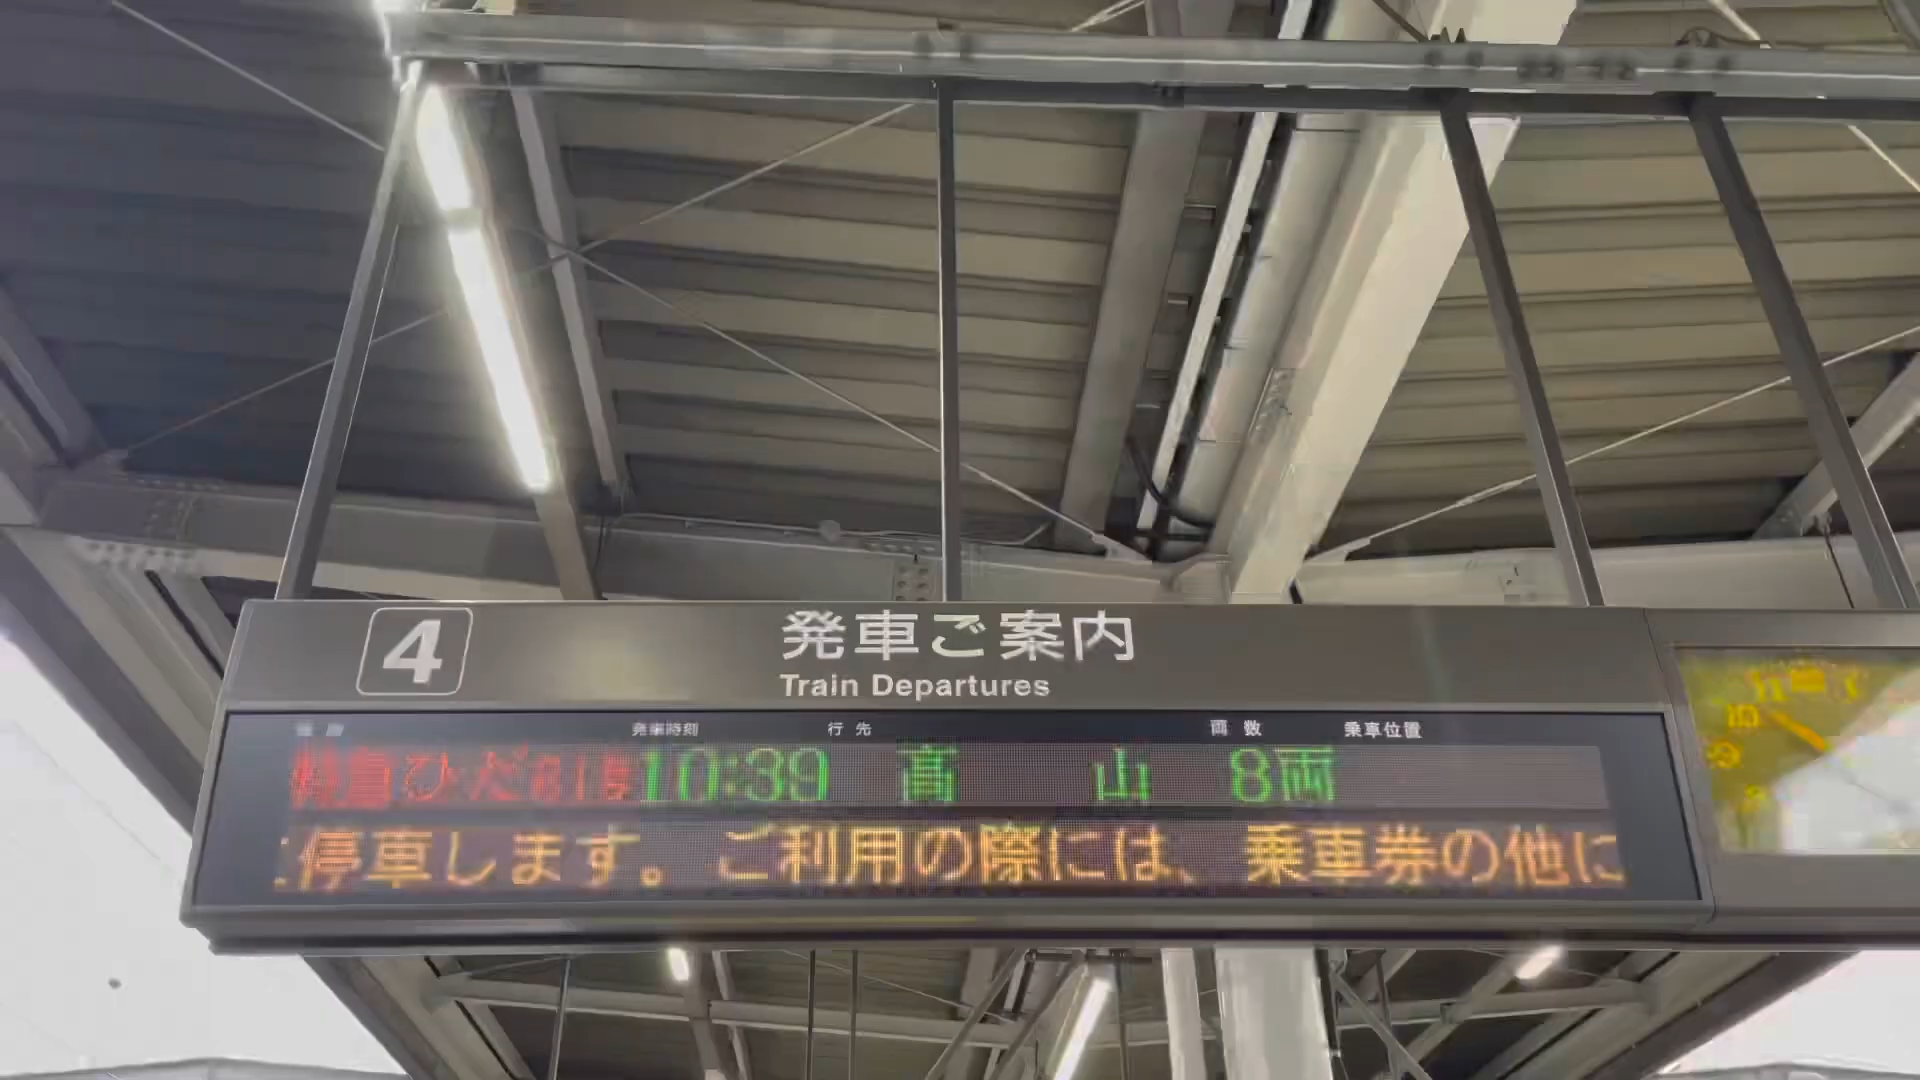 4
発車ご案内
Train Departures
発車時刻 行先 両数 乗車位置
特急ひだ 10:39 高山 8両
停車します。ご利用の際には、乗車券の他に